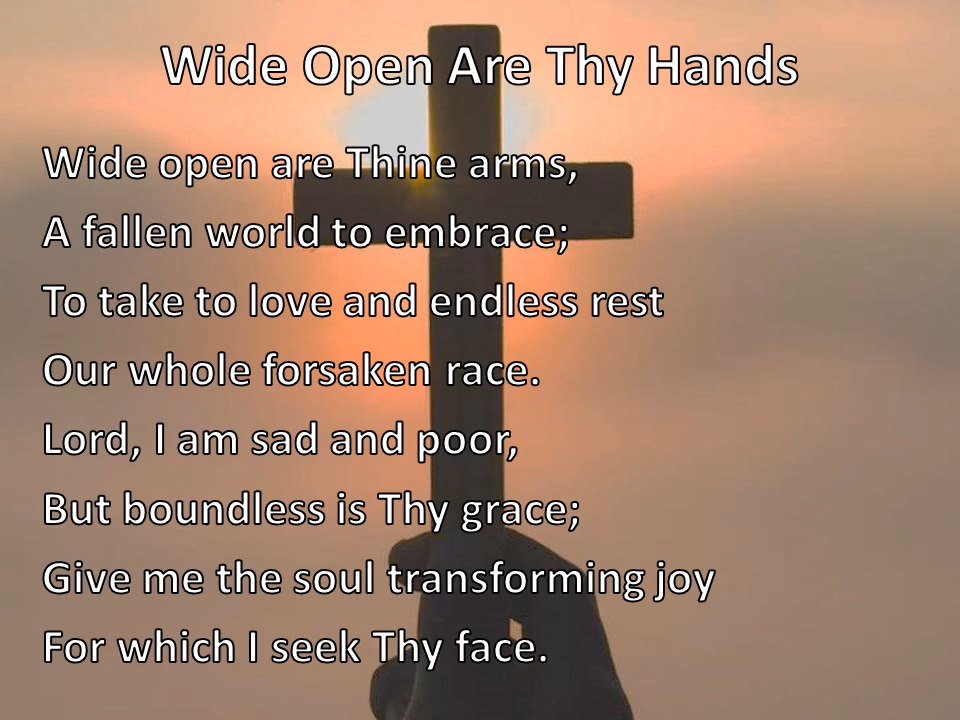 Wide Open Are Thy Hands
Wide open are Thine arms,
A fallen world to embrace;
To take to love and endless rest
Our whole forsaken race.
Lord, I am sad and poor,
But boundless is Thy grace;
Give me the soul transforming joy
For which I seek Thy face.